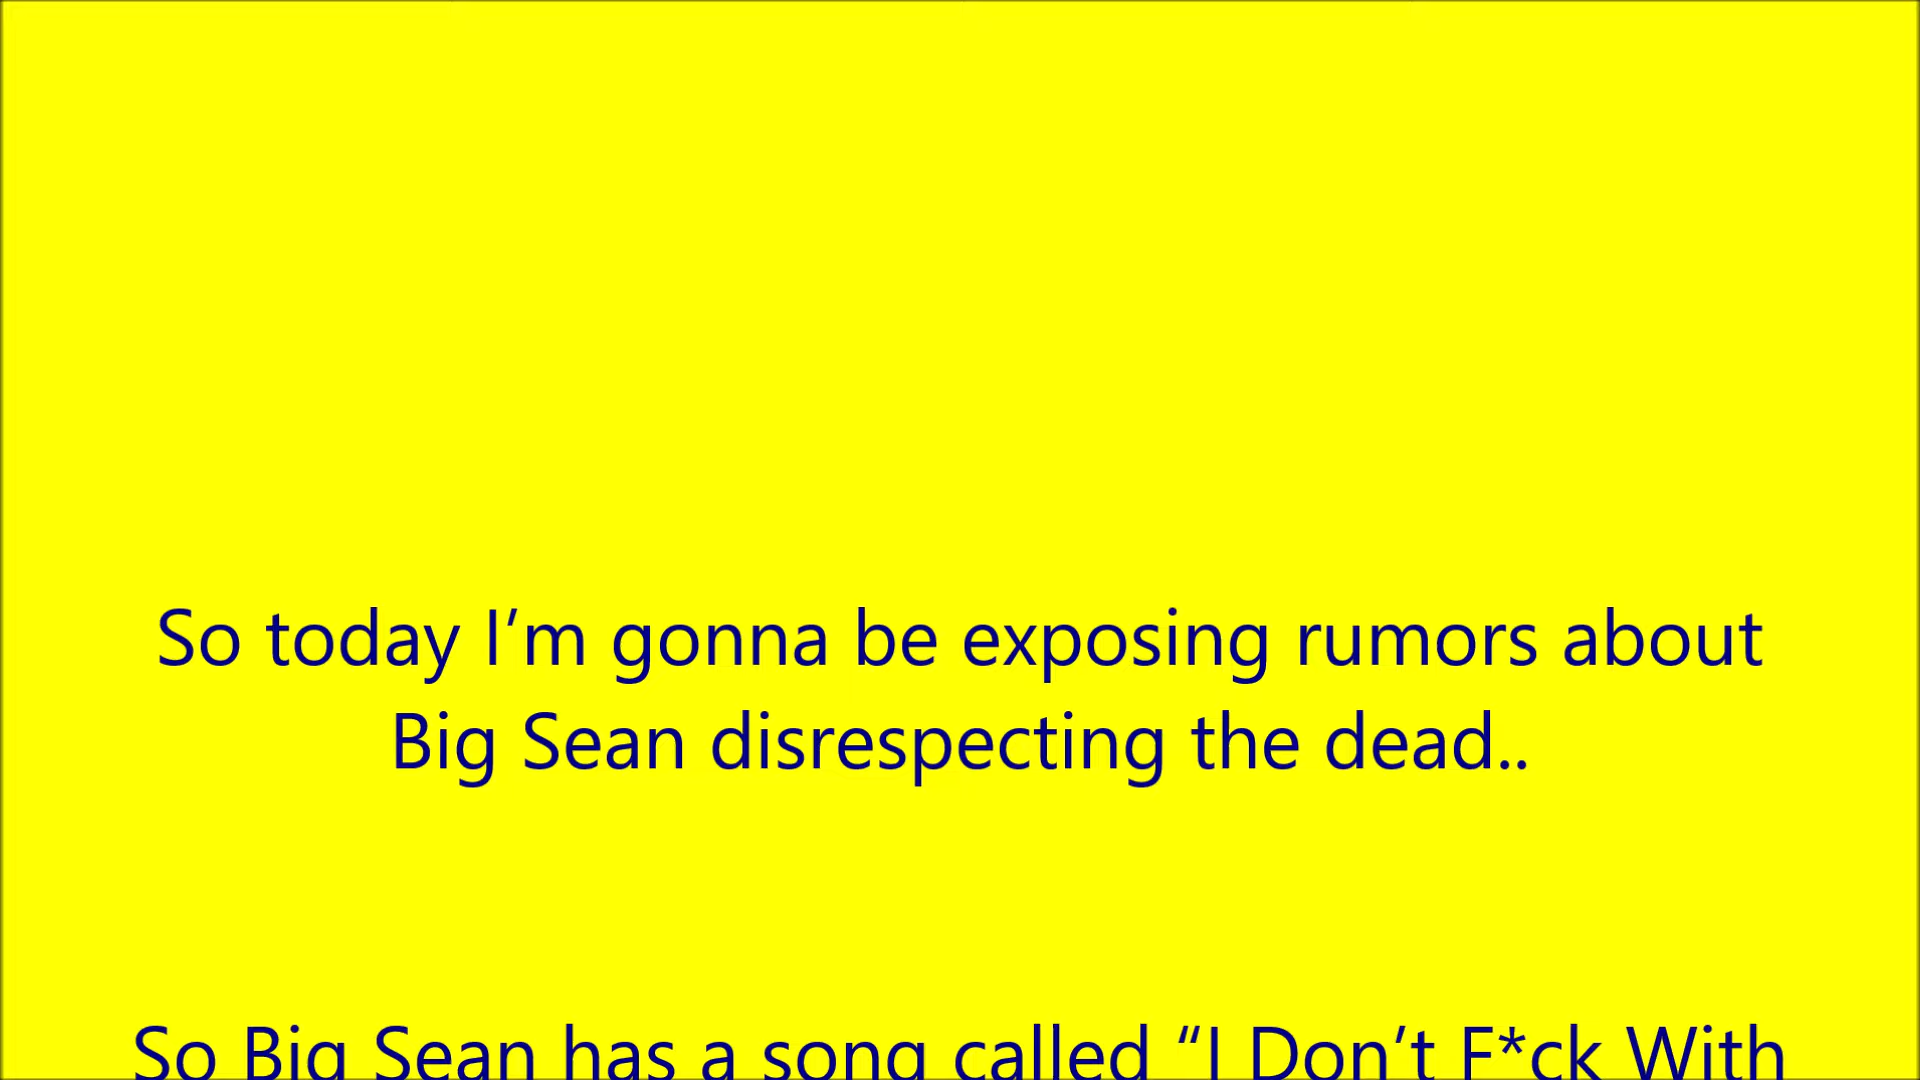 So today I’m gonna be exposing rumors about
Big Sean disrespecting the dead..
So Big Sean has a song called “I Don’t F*ck With